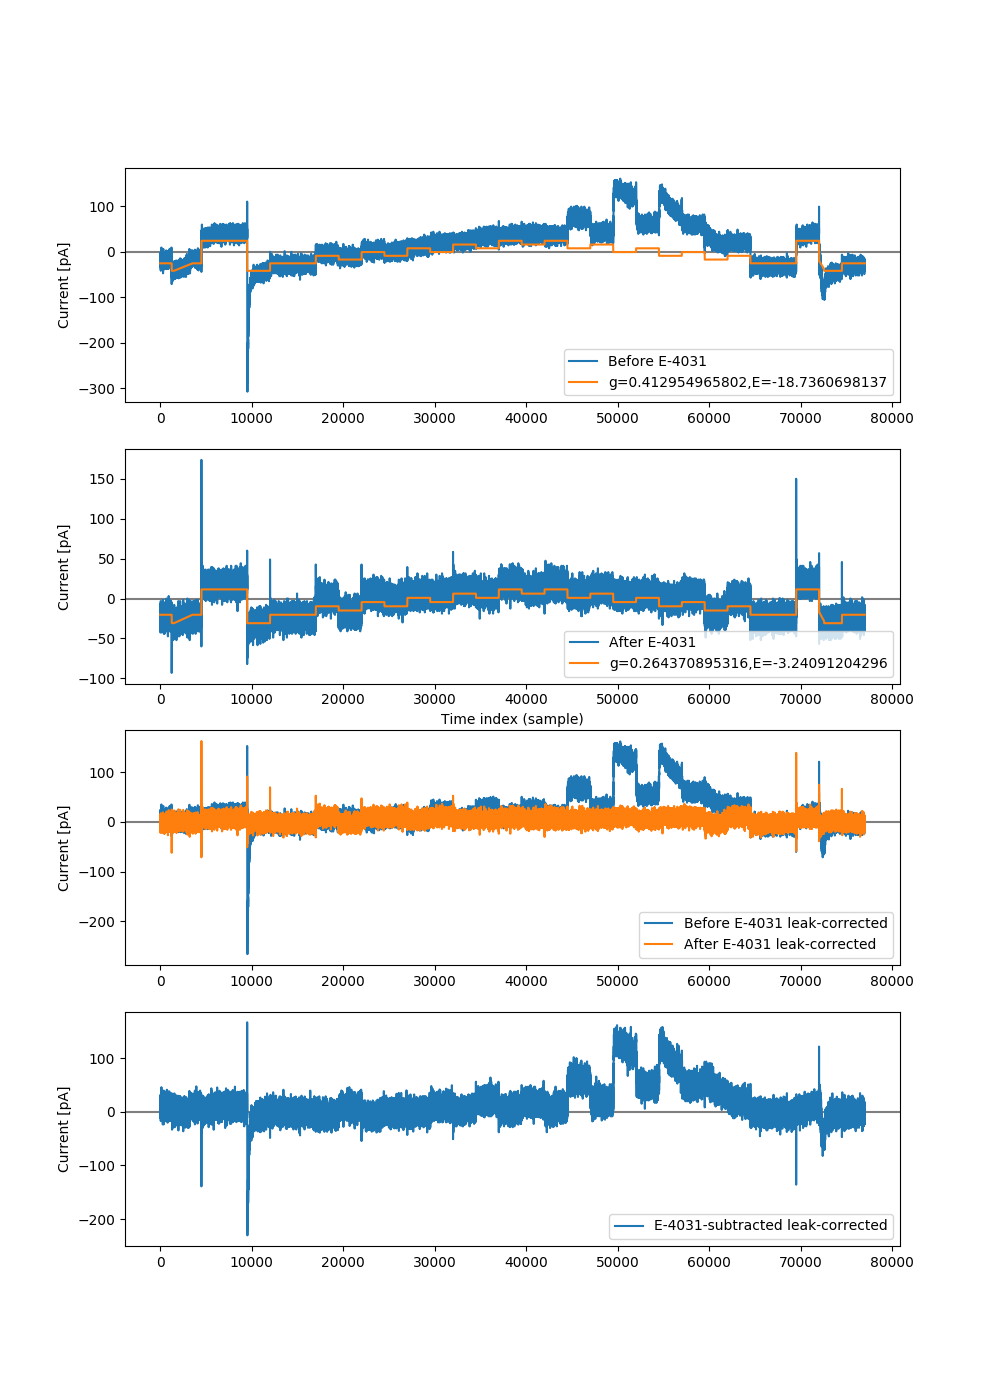 100
0
−100
−200
−300
Current [pA]
Before E-4031
g=0.412954965802,E=-18.7360698137
0 10000 20000 30000 40000 50000 60000 70000 80000
150
100
50
0
−50
−100
Current [pA]
After E-4031
g=0.264370895316,E=-3.24091204296
0 10000 20000 30000 40000 50000 60000 70000 80000
Time index (sample)
100
0
−100
−200
Current [pA]
Before E-4031 leak-corrected
After E-4031 leak-corrected
0 10000 20000 30000 40000 50000 60000 70000 80000
100
0
−100
−200
Current [pA]
E-4031-subtracted leak-corrected
0 10000 20000 30000 40000 50000 60000 70000 80000